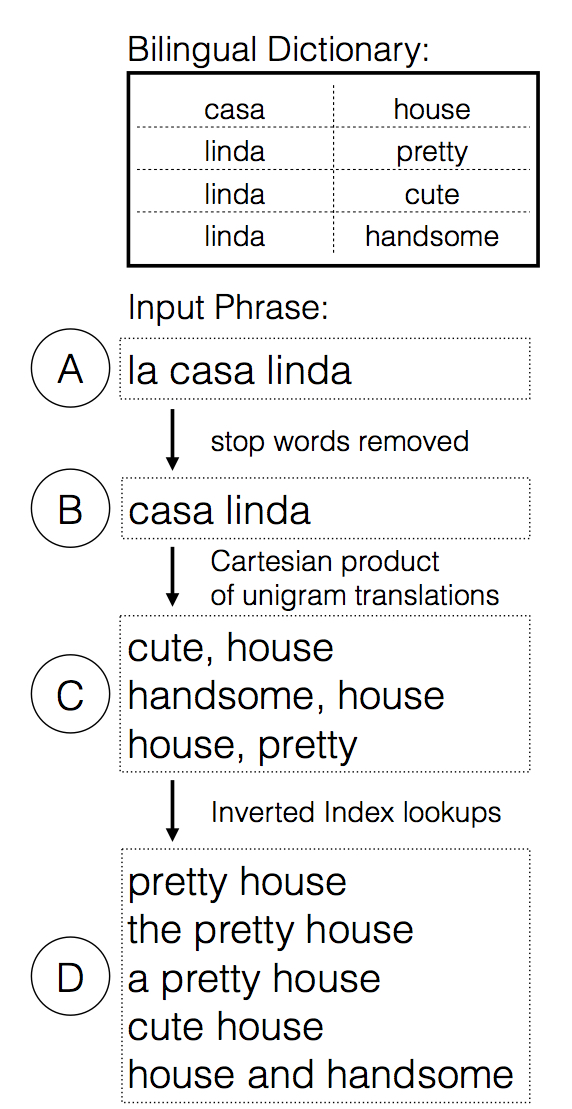 Bilingual Dictionary:
casa house
linda pretty
linda cute
linda handsome
Input Phrase:
A la casa linda
stop words removed
B casa linda
Cartesian product
of unigram translations
cute, house
C handsome, house
house, pretty
Inverted Index lookups
pretty house
the pretty house
D a pretty house
cute house
house and handsome